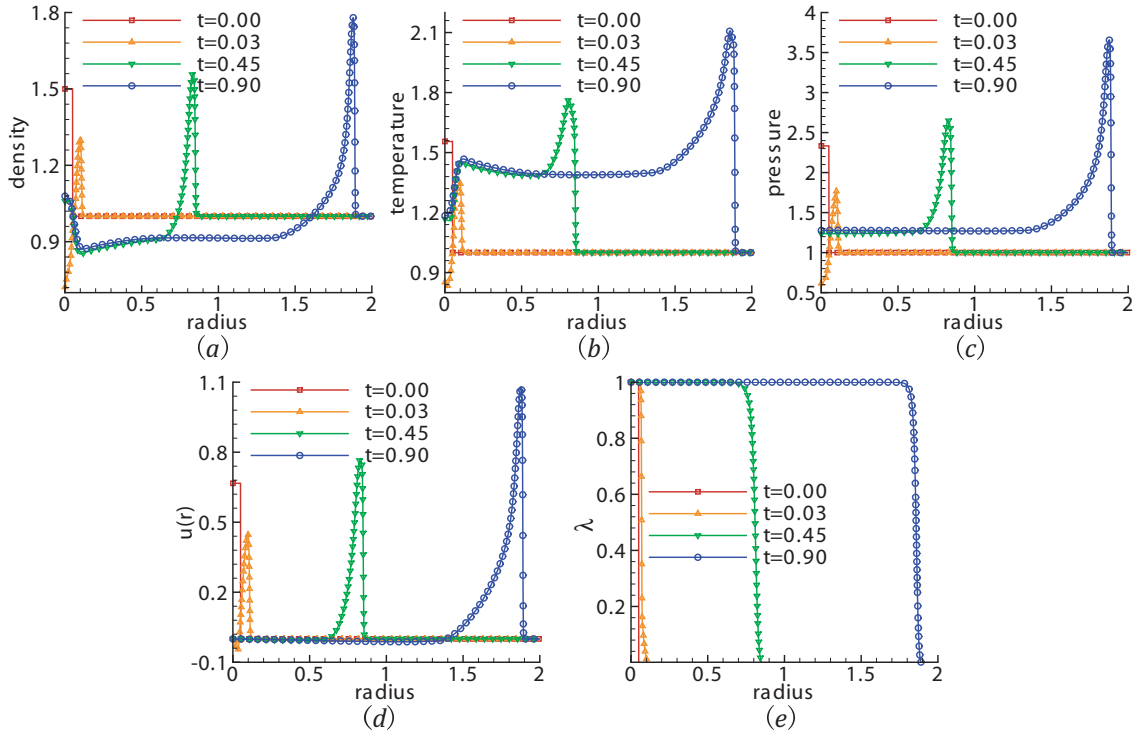 1.8
1.5
1.2
0.9
density
t=0.00
t=0.03
t=0.45
t=0.90
0 0.5 1 1.5 2
radius
(a)
2.1
1.8
1.5
1.2
0.9
temperature
t=0.00
t=0.03
t=0.45
t=0.90
0 0.5 1 1.5 2
radius
(b)
4
3.5
3
2.5
2
1.5
1
0.5
pressure
t=0.00
t=0.03
t=0.45
t=0.90
0 0.5 1 1.5 2
radius
(c)
1.1
0.8
0.5
0.2
-0.1
u(r)
t=0.00
t=0.03
t=0.45
t=0.90
0 0.5 1 1.5 2
radius
(d)
1
0.8
0.6
0.4
0.2
λ
t=0.00
t=0.03
t=0.45
t=0.90
0 0.5 1 1.5 2
radius
(e)